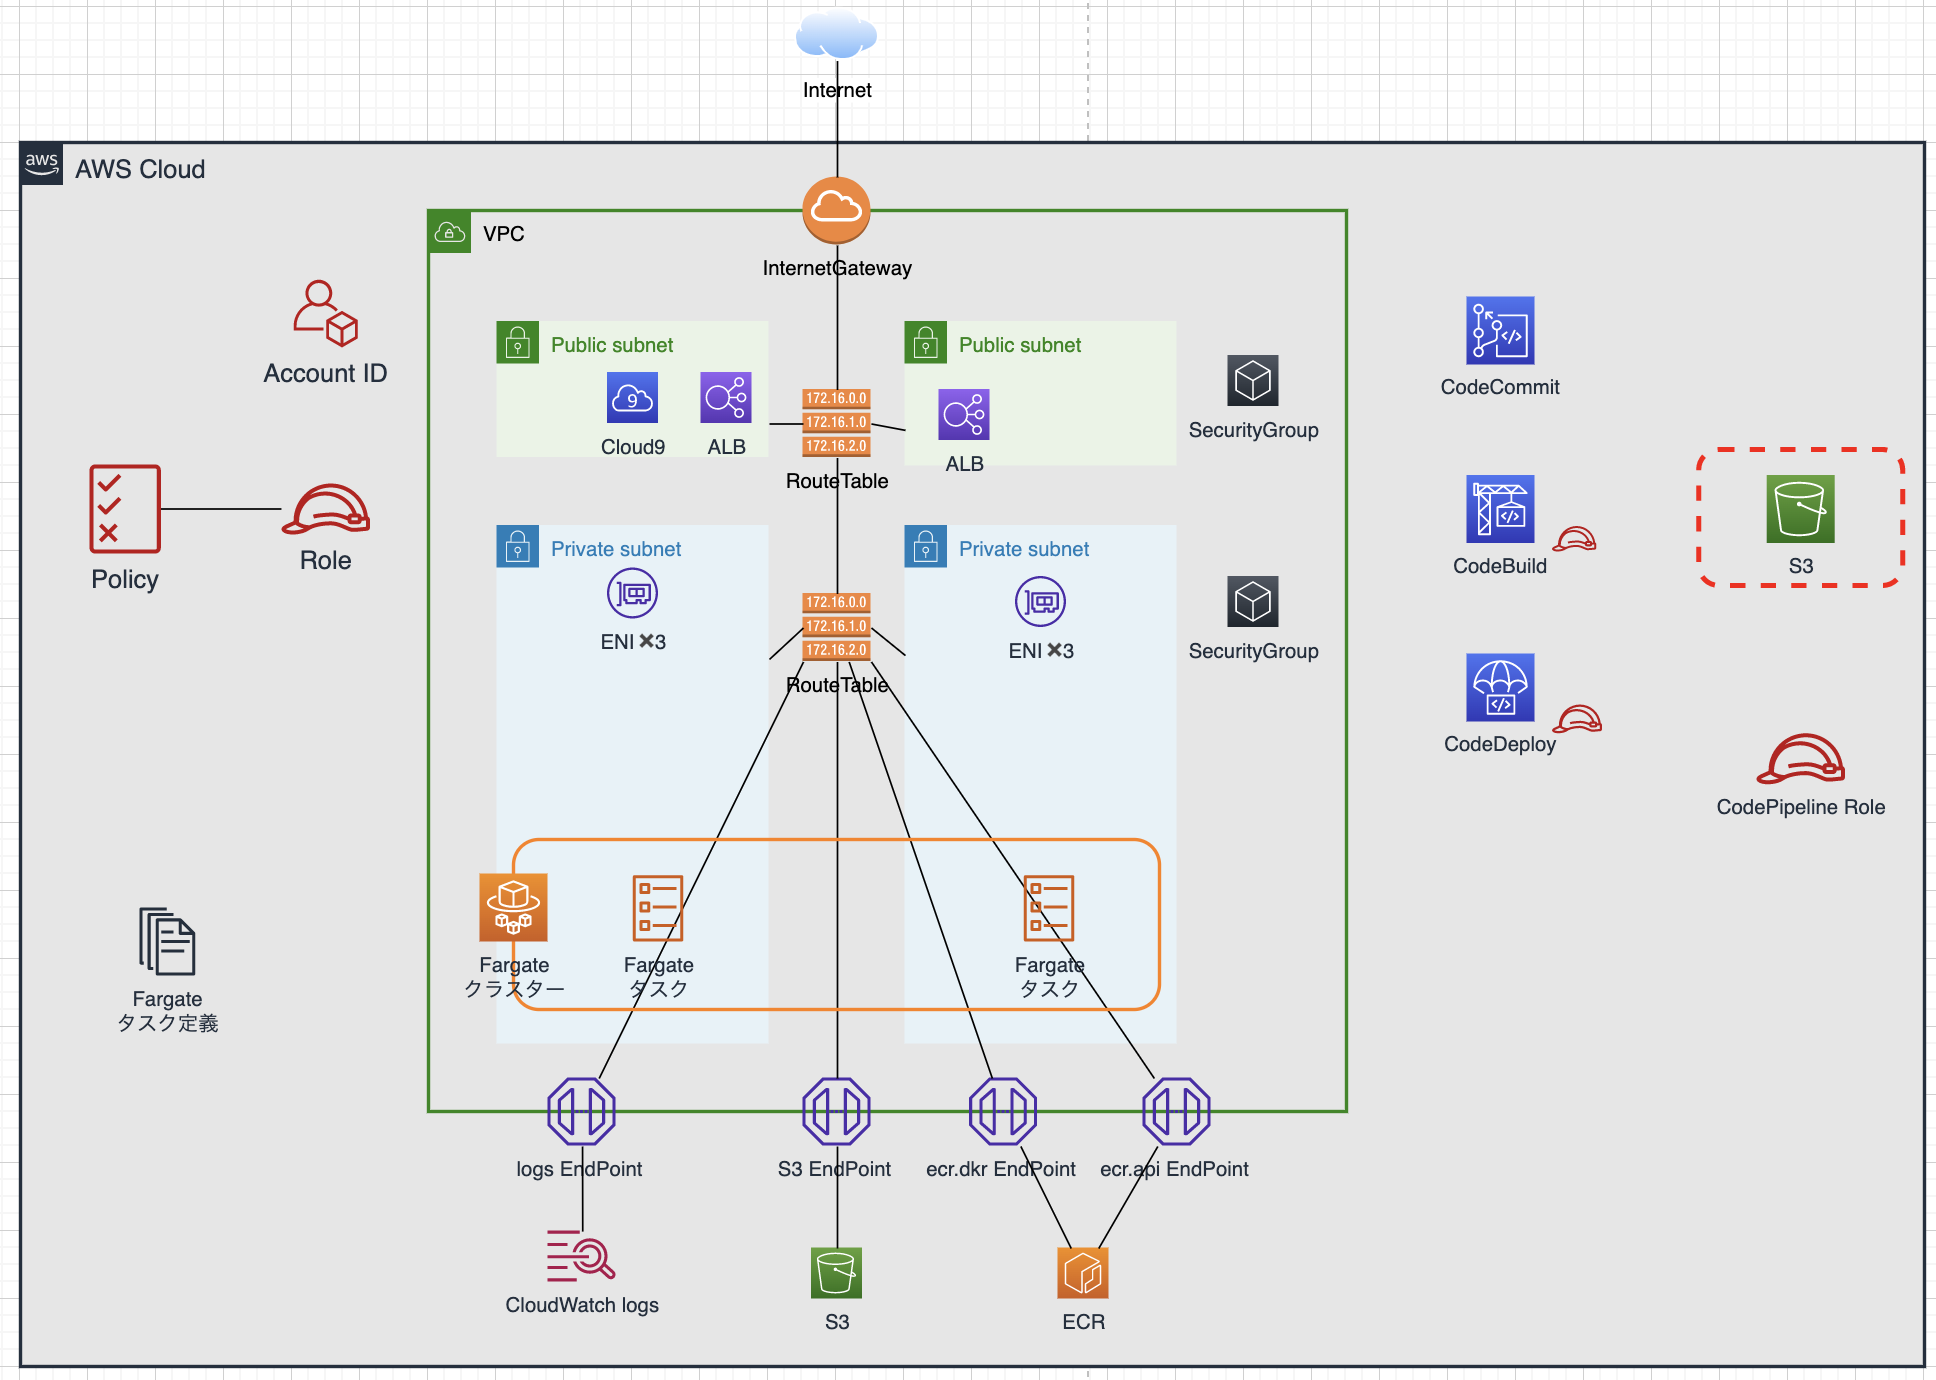 Internet
aws
AWS Cloud
VPC
InternetGateway
Account ID
Public subnet
9
Cloud9
ALB
172.16.0.0
172.16.1.0
172.16.2.0
RouteTable
Public subnet
ALB
SecurityGroup
CodeCommit
Policy
Role
Private subnet
ENI ✖3
172.16.0.0
172.16.1.0
172.16.2.0
RouteTable
Private subnet
ENI ✖3
SecurityGroup
CodeBuild
S3
CodeDeploy
CodePipeline Role
Fargate
タスク定義
Fargate
クラスター
Fargate
タスク
Fargate
タスク
logs EndPoint
S3 EndPoint
ecr.dkr EndPoint
ecr.api EndPoint
CloudWatch logs
S3
ECR